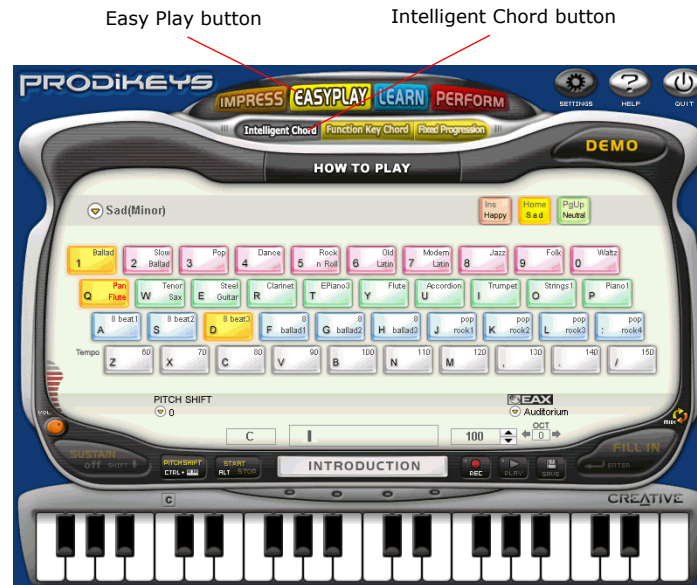 Easy Play button
Intelligent Chord button
PRODiKEYS
IMPRESS EASYPLAY LEARN PERFORM
SETTINGS HELP QUIT
Intelligent Chord Function Key Chord Fixed Progression
DEMO
HOW TO PLAY
Sad(Minor)
Ins Happy
Home Sad
PgUp Neutral
1 Ballad
2 Slow Ballad
3 Pop
4 Dance
5 Rock n Roll
6 Old Latin
7 Modern Latin
8 Jazz
9 Folk
0 Waltz
Q Pan Flute
W Tenor Sax
E Steel Guitar
R Clarinet
T EPiano3
Y Flute
U Accordion
I Trumpet
O Strings1
P Piano1
A 8 beat1
S 8 beat2
D 8 beat3
F 8 ballad1
G 8 ballad2
H 8 ballad3
J pop rock1
K pop rock2
L pop rock3
: pop rock4
Tempo
Z 60
X 70
C 80
V 90
B 100
N 110
M 120
, 130
. 140
/ 150
PITCH SHIFT
0
EAX
Auditorium
VOL
MIDI
C
100
OCT
0
SUSTAIN
off SHIFT
PITCH SHIFT
CTRL+
START
ALT STOP
INTRODUCTION
REC
PLAY
SAVE
FILL IN
ENTER
C
CREATIVE